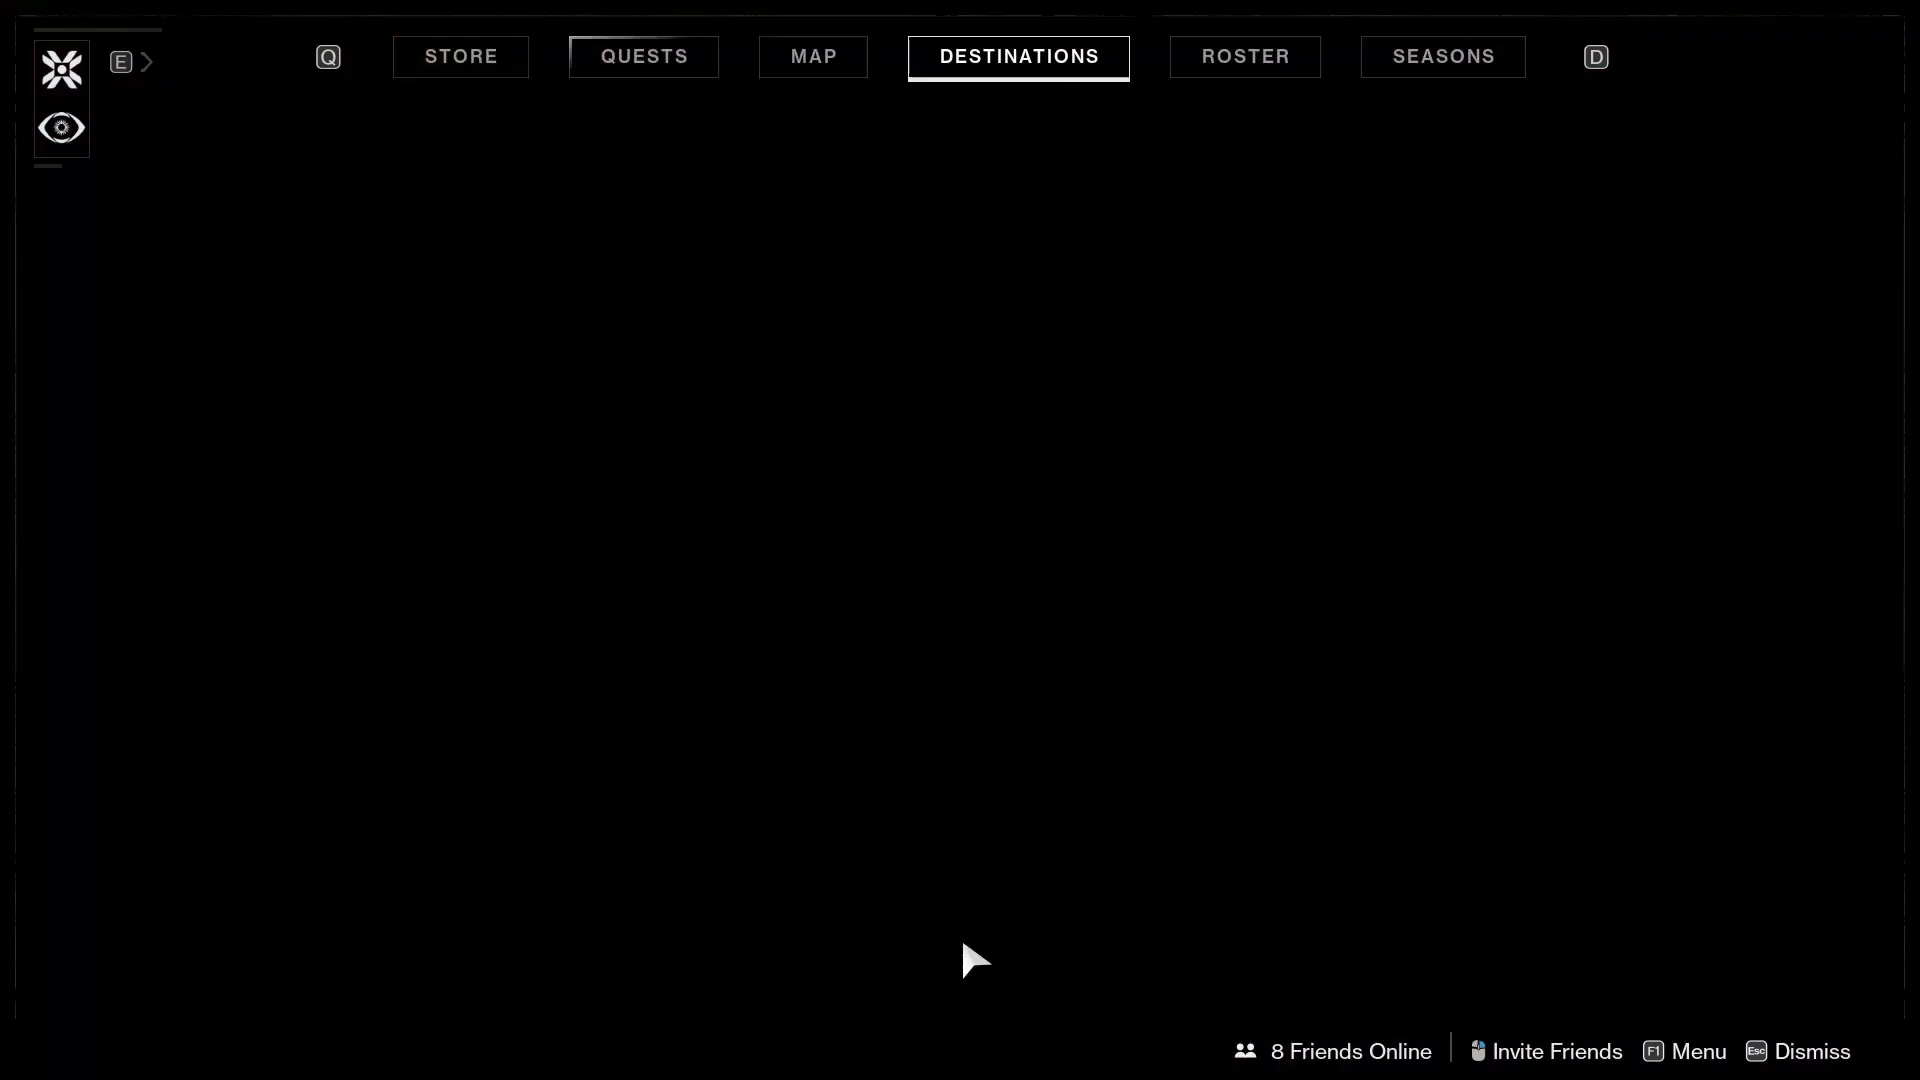 E
Q
STORE
QUESTS
MAP
DESTINATIONS
ROSTER
SEASONS
D
8 Friends Online
Invite Friends
F1 Menu
Esc Dismiss